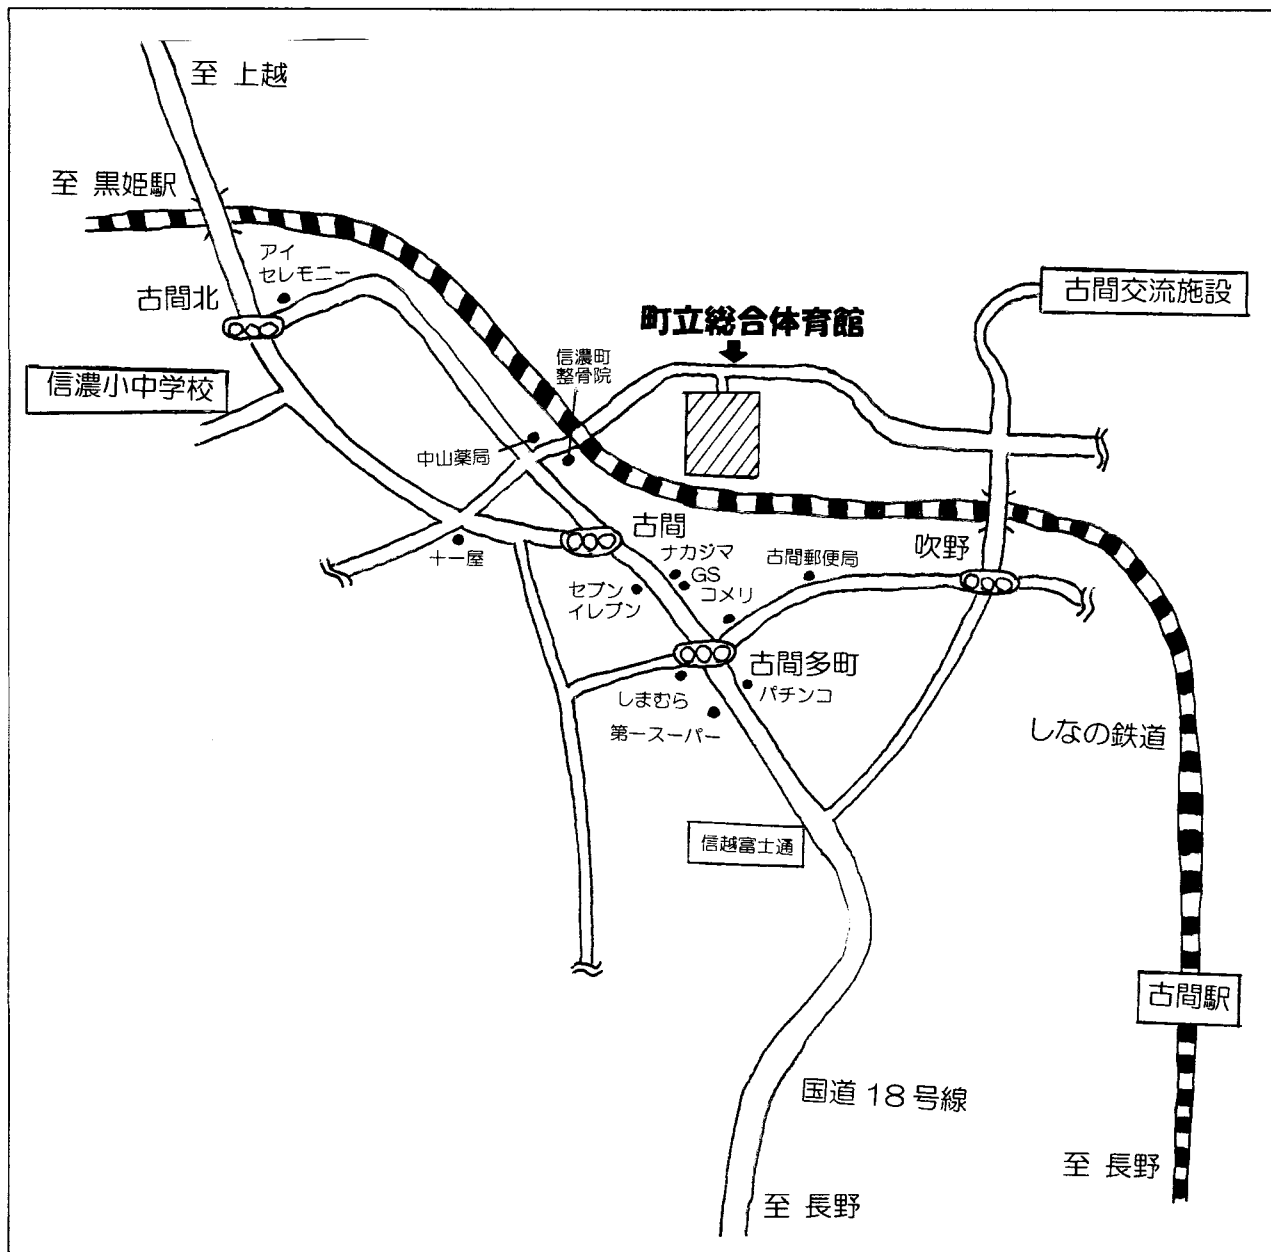 至 上越
至 黒姫駅
アイ
セレモニー
古間北
古間交流施設
町立総合体育館
信濃町
整骨院
信濃小中学校
中山薬局
古間
十一屋
ナカジマ
GS
コメリ
古間郵便局
吹野
セブン
イレブン
古間多町
しまむら
パチンコ
第一スーパー
しなの鉄道
信越富士通
古間駅
国道 18 号線
至 長野
至 長野